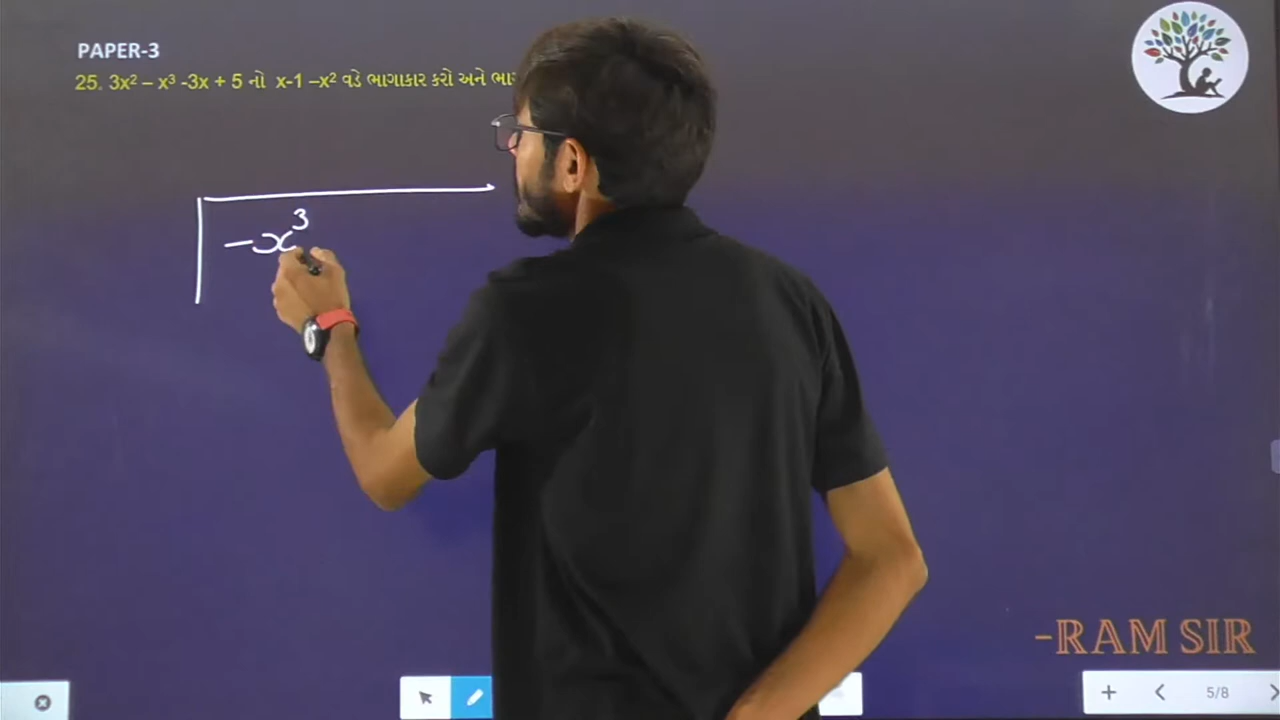 PAPER-3
25. 3x² – x³ -3x + 5 નો x-1 –x² વડે ભાગાકાર કરો અને
-x³
-RAM SIR
5/8